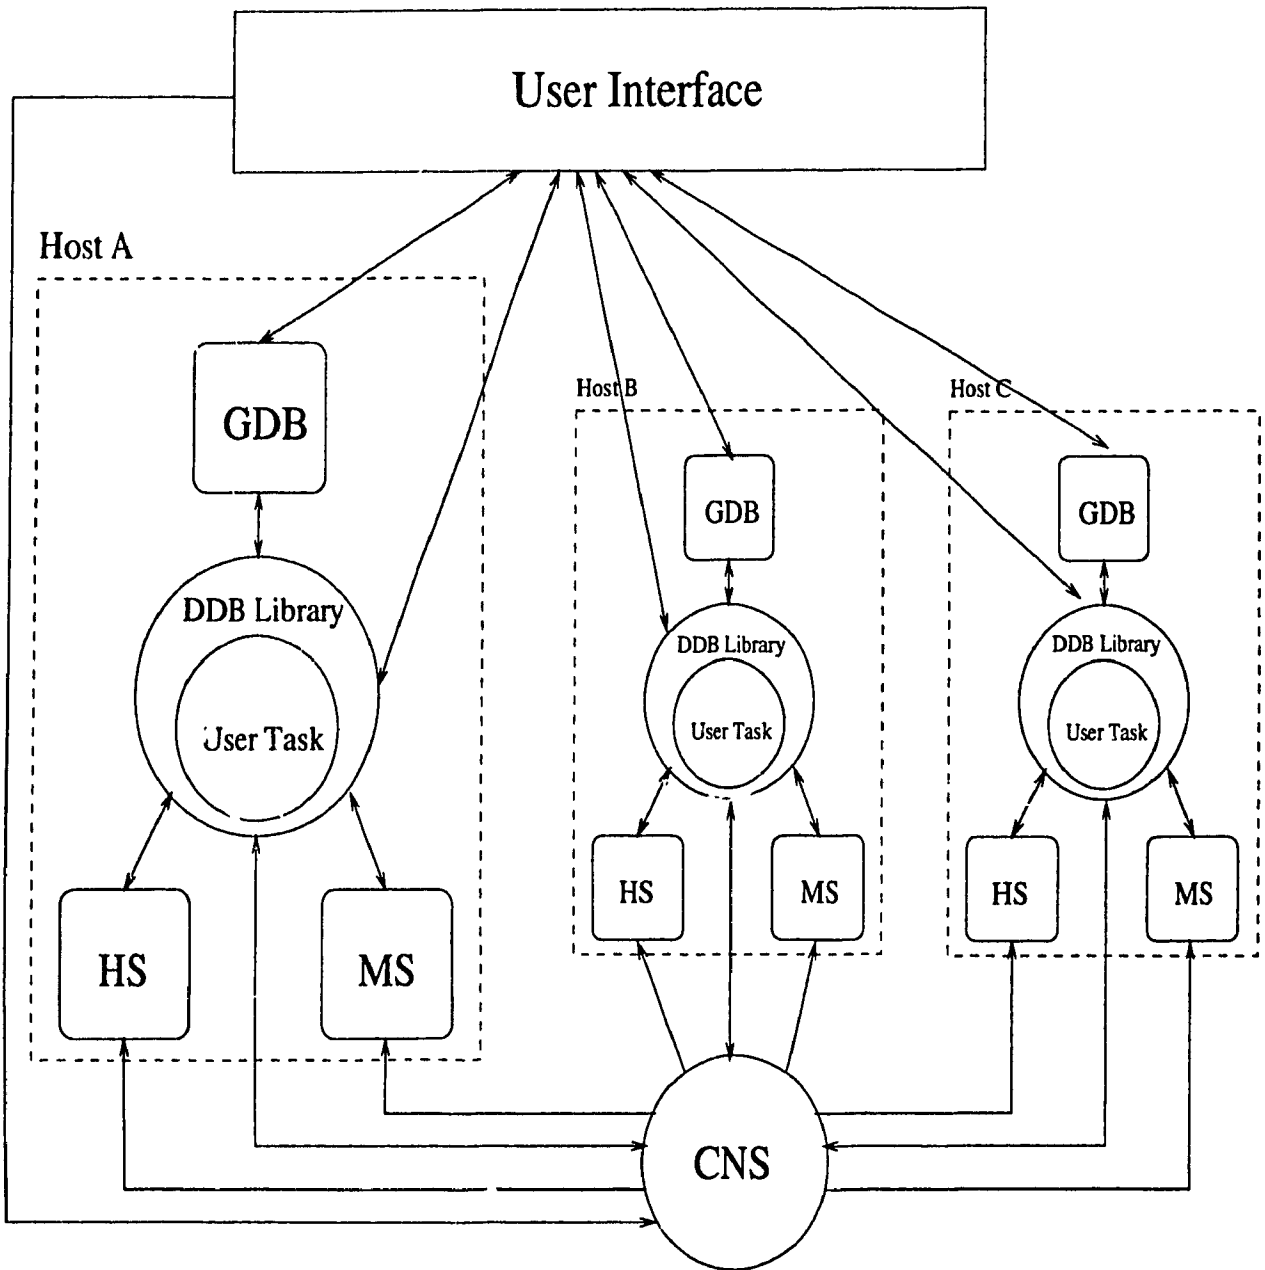 User Interface
Host A
Host B
Host C
GDB
GDB
GDB
DDB Library
DDB Library
DDB Library
User Task
User Task
User Task
HS
MS
HS
MS
HS
MS
CNS